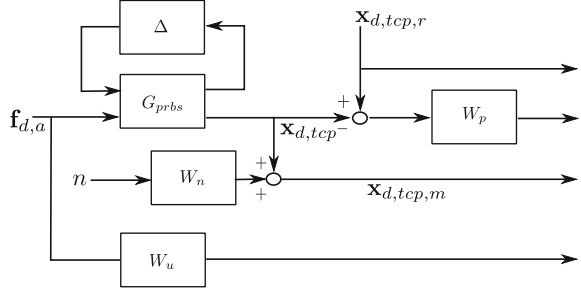 Δ
x_{d,tcp,r}
G_{prbs}
+
W_p
f_{d,a}
x_{d,tcp}
−
+
n
W_n
+
x_{d,tcp,m}
W_u